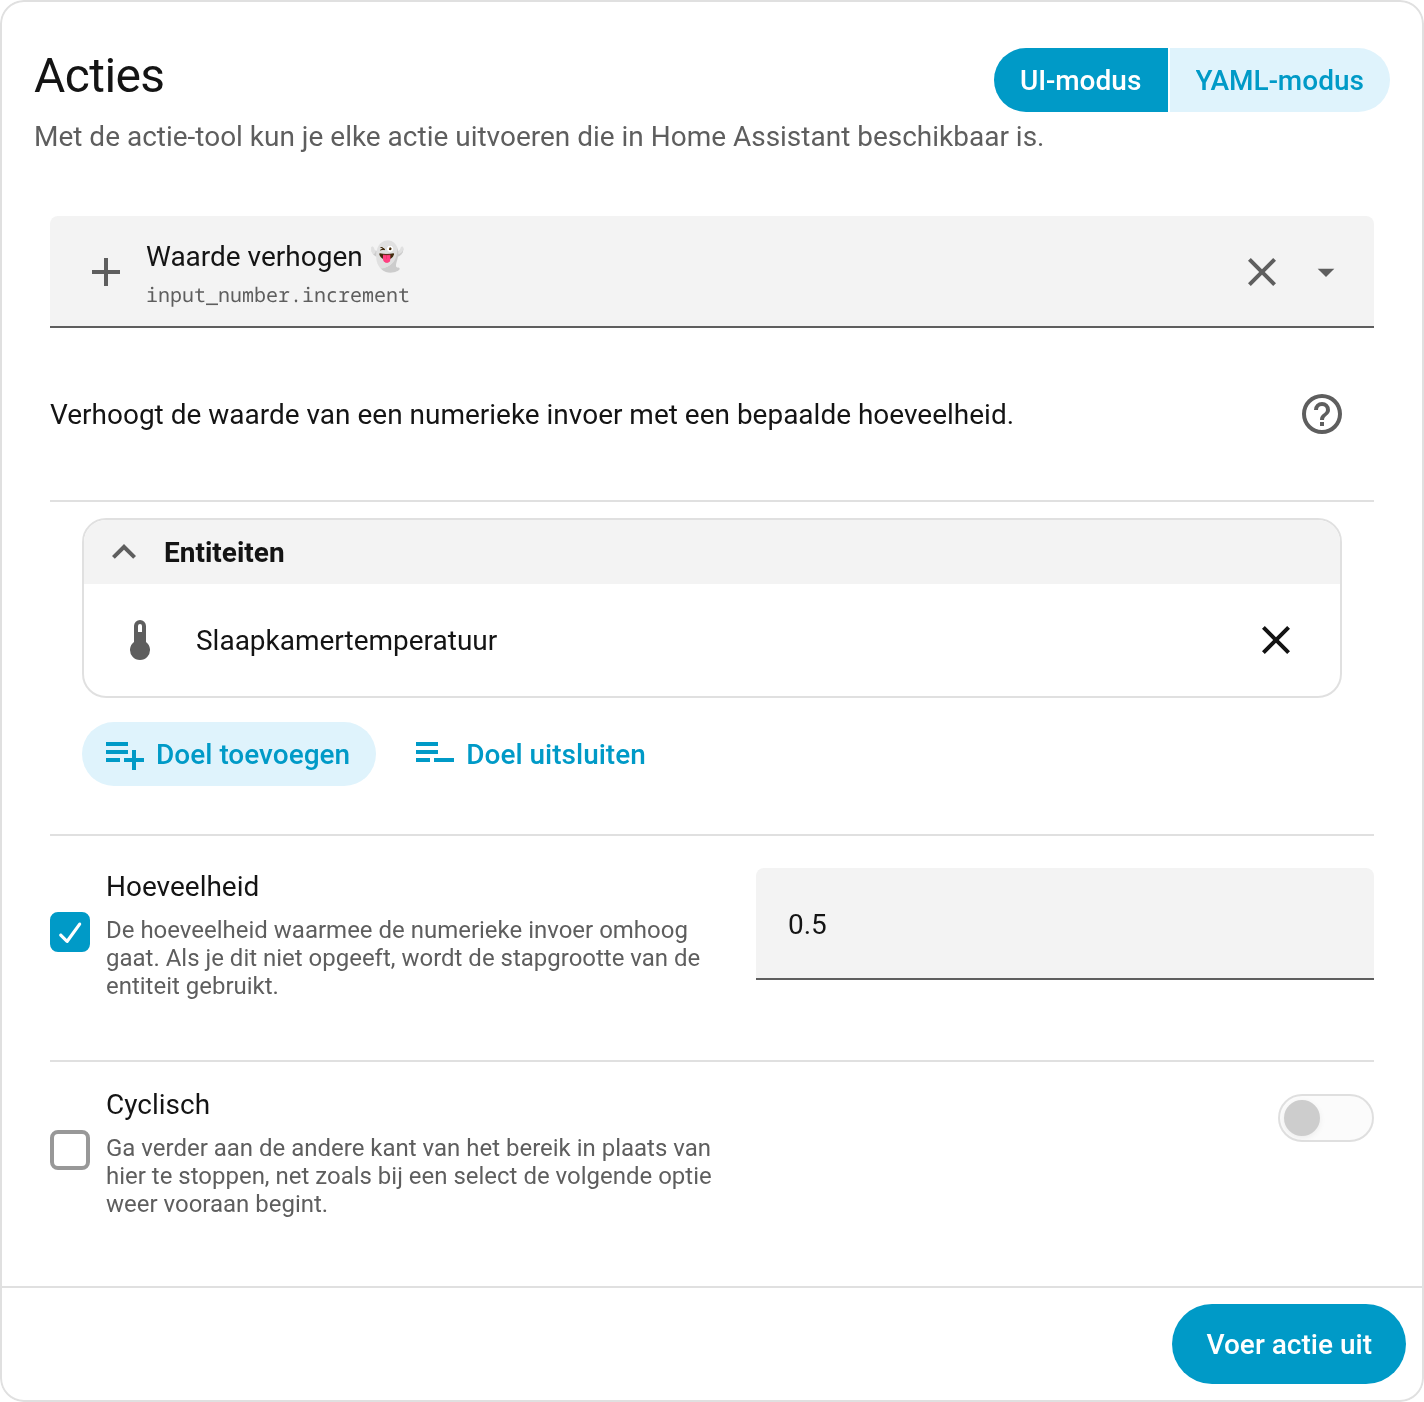 Acties
UI-modus
YAML-modus
Met de actie-tool kun je elke actie uitvoeren die in Home Assistant beschikbaar is.
Waarde verhogen 👻
input_number.increment
Verhoogt de waarde van een numerieke invoer met een bepaalde hoeveelheid.
Entiteiten
Slaapkamertemperatuur
Doel toevoegen
Doel uitsluiten
Hoeveelheid
De hoeveelheid waarmee de numerieke invoer omhoog
gaat. Als je dit niet opgeeft, wordt de stapgrootte van de
entiteit gebruikt.
0.5
Cyclisch
Ga verder aan de andere kant van het bereik in plaats van
hier te stoppen, net zoals bij een select de volgende optie
weer vooraan begint.
Voer actie uit